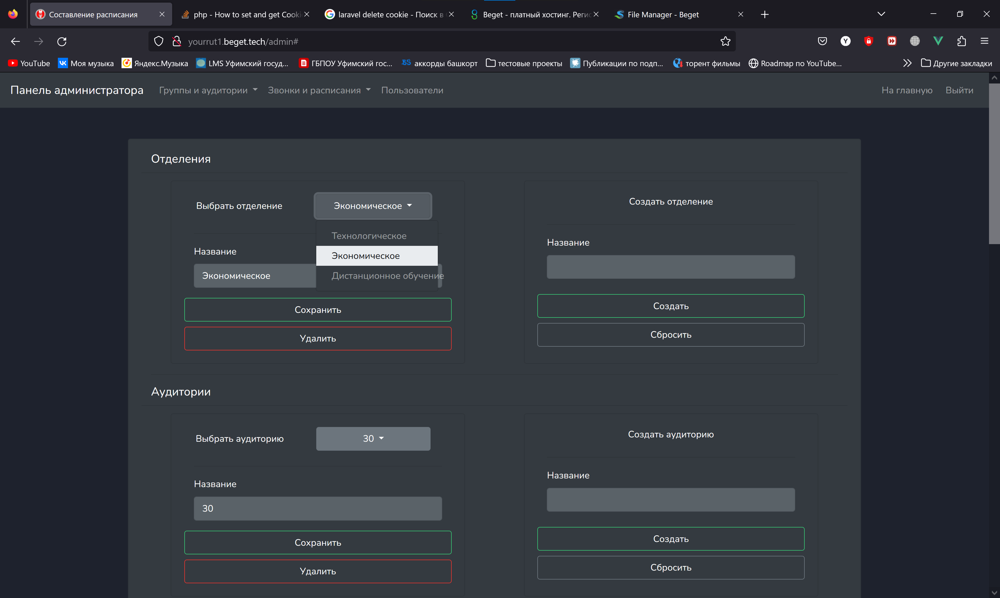 Составление расписания
php - How to set and get Cooki
laravel delete cookie - Поиск в
Beget - платный хостинг. Регис
File Manager - Beget
yourrut1.beget.tech/admin#
YouTube
Моя музыка
Яндекс.Музыка
LMS Уфимский госуд...
ГБПОУ Уфимский гос...
аккорды башкорт
тестовые проекты
Публикации по подп...
торент фильмы
Roadmap по YouTube...
Другие закладки
Панель администратора
Группы и аудитории
Звонки и расписания
Пользователи
На главную
Выйти
Отделения
Выбрать отделение
Экономическое
Технологическое
Экономическое
Дистанционное обучение
Название
Экономическое
Сохранить
Удалить
Создать отделение
Название
Создать
Сбросить
Аудитории
Выбрать аудиторию
30
Название
30
Сохранить
Удалить
Создать аудиторию
Название
Создать
Сбросить